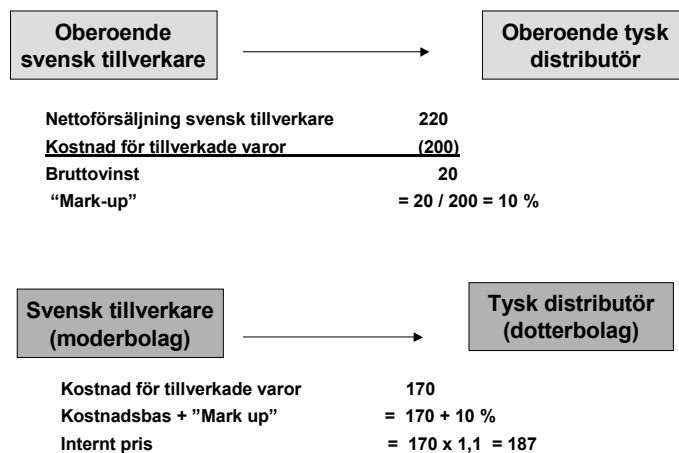 Oberoende
svensk tillverkare
Oberoende tysk
distributör
Nettoförsäljning svensk tillverkare 220
Kostnad för tillverkade varor (200)
Bruttovinst 20
“Mark-up” = 20 / 200 = 10 %
Svensk tillverkare
(moderbolag)
Tysk distributör
(dotterbolag)
Kostnad för tillverkade varor 170
Kostnadsbas + ”Mark up” = 170 + 10 %
Internt pris = 170 x 1,1 = 187